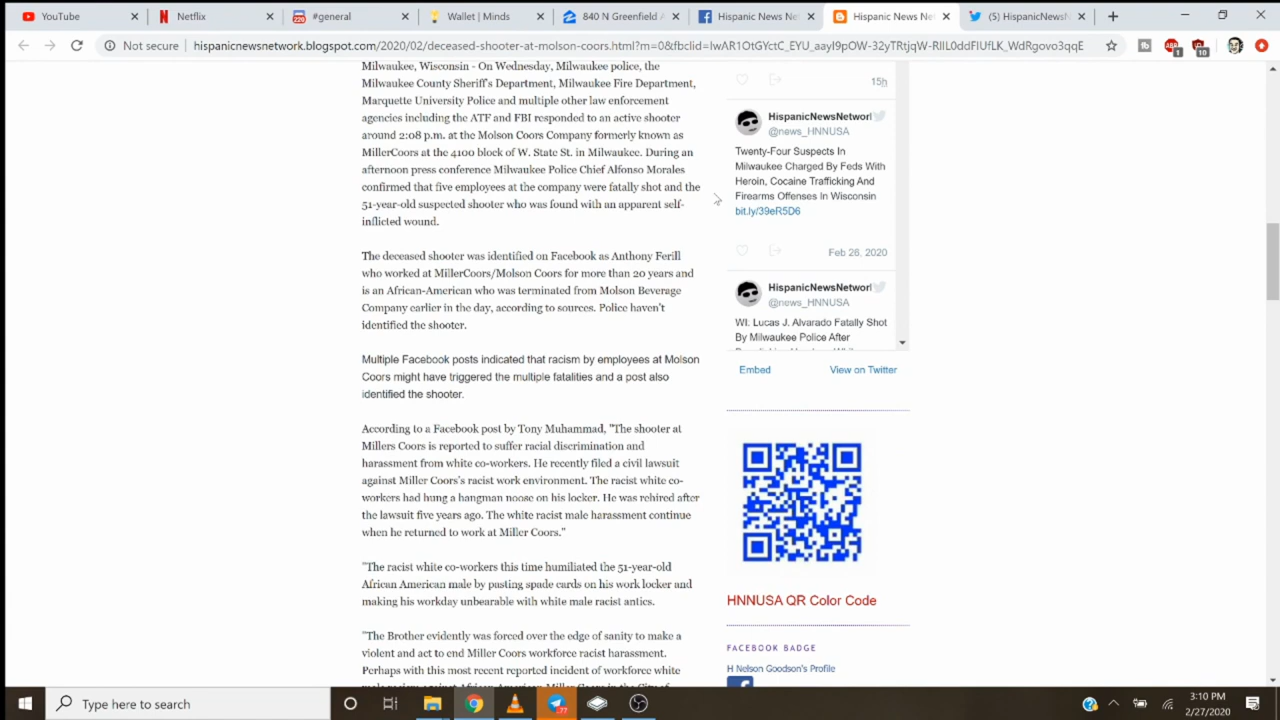 YouTube
Netflix
220
#general
Wallet | Minds
840 N Greenfield A
Hispanic News Net
Hispanic News Ne
(5) HispanicNewsN
Not secure
hispanicnewsnetwork.blogspot.com/2020/02/deceased-shooter-at-molson-coors.html?m=0&fbclid=IwAR1OtGYctC_EYU_aayI9pOW-32yTRtjqW-RIlL0ddFIUfLK_WdRgovo3qqE
Milwaukee, Wisconsin - On Wednesday, Milwaukee police, the
Milwaukee County Sheriff's Department, Milwaukee Fire Department,
Marquette University Police and multiple other law enforcement
agencies including the ATF and FBI responded to an active shooter
around 2:08 p.m. at the Molson Coors Company formerly known as
MillerCoors at the 4100 block of W. State St. in Milwaukee. During an
afternoon press conference Milwaukee Police Chief Alfonso Morales
confirmed that five employees at the company were fatally shot and the
51-year-old suspected shooter who was found with an apparent self-
inflicted wound.
The deceased shooter was identified on Facebook as Anthony Ferill
who worked at MillerCoors/Molson Coors for more than 20 years and
is an African-American who was terminated from Molson Beverage
Company earlier in the day, according to sources. Police haven't
identified the shooter.
Multiple Facebook posts indicated that racism by employees at Molson
Coors might have triggered the multiple fatalities and a post also
identified the shooter.
According to a Facebook post by Tony Muhammad, "The shooter at
Millers Coors is reported to suffer racial discrimination and
harassment from white co-workers. He recently filed a civil lawsuit
against Miller Coors's racist work environment. The racist white co-
workers had hung a hangman noose on his locker. He was rehired after
the lawsuit five years ago. The white racist male harassment continue
when he returned to work at Miller Coors."
"The racist white co-workers this time humiliated the 51-year-old
African American male by pasting spade cards on his work locker and
making his workday unbearable with white male racist antics.
"The Brother evidently was forced over the edge of sanity to make a
violent and act to end Miller Coors workforce racist harassment.
Perhaps with this most recent reported incident of workforce white
15h
HispanicNewsNetworl
@news_HNNUSA
Twenty-Four Suspects In
Milwaukee Charged By Feds With
Heroin, Cocaine Trafficking And
Firearms Offenses In Wisconsin
bit.ly/39eR5D6
Feb 26, 2020
HispanicNewsNetworl
@news_HNNUSA
WI. Lucas J. Alvarado Fatally Shot
By Milwaukee Police After
Embed
View on Twitter
HNNUSA QR Color Code
FACEBOOK BADGE
H Nelson Goodson's Profile
Type here to search
77
3:10 PM
2/27/2020